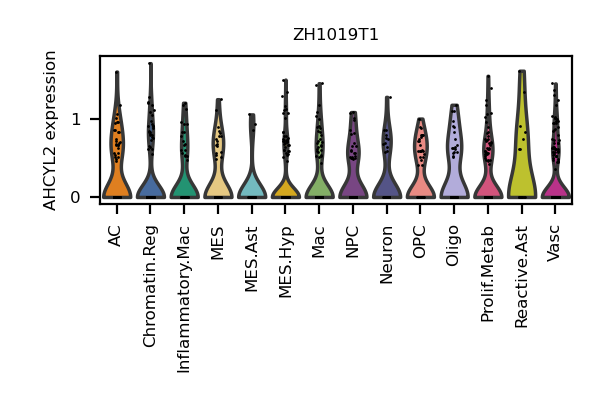 ZH1019T1
AHCYL2 expression
1
0
AC
Chromatin.Reg
Inflammatory.Mac
MES
MES.Ast
MES.Hyp
Mac
NPC
Neuron
OPC
Oligo
Prolif.Metab
Reactive.Ast
Vasc